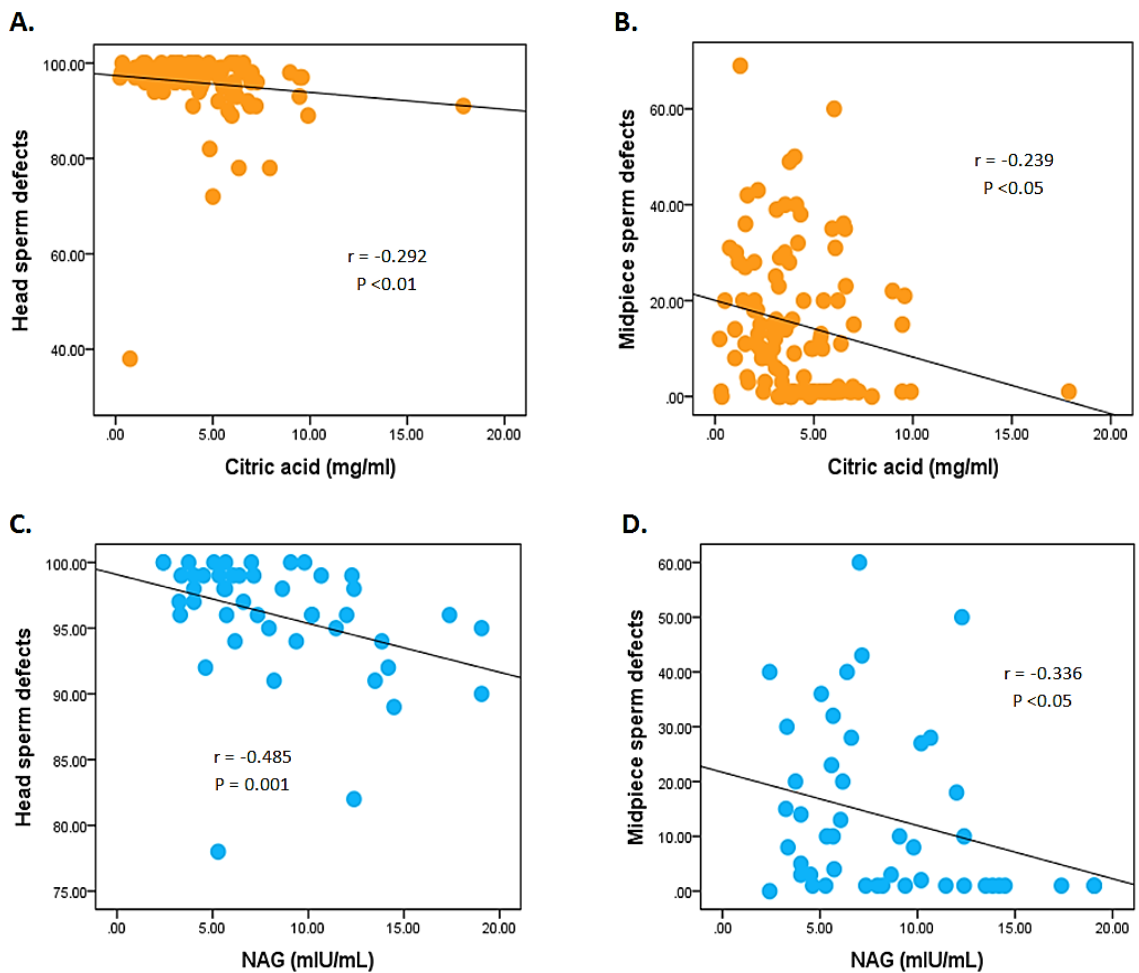 A.
100.00
80.00
60.00
40.00
Head sperm defects
r = -0.292
P <0.01
.00 5.00 10.00 15.00 20.00
Citric acid (mg/ml)
B.
60.00
40.00
20.00
.00
Midpiece sperm defects
r = -0.239
P <0.05
.00 5.00 10.00 15.00 20.00
Citric acid (mg/ml)
C.
100.00
95.00
90.00
85.00
80.00
75.00
Head sperm defects
r = -0.485
P = 0.001
.00 5.00 10.00 15.00 20.00
NAG (mIU/mL)
D.
60.00
50.00
40.00
30.00
20.00
10.00
.00
Midpiece sperm defects
r = -0.336
P <0.05
.00 5.00 10.00 15.00 20.00
NAG (mIU/mL)